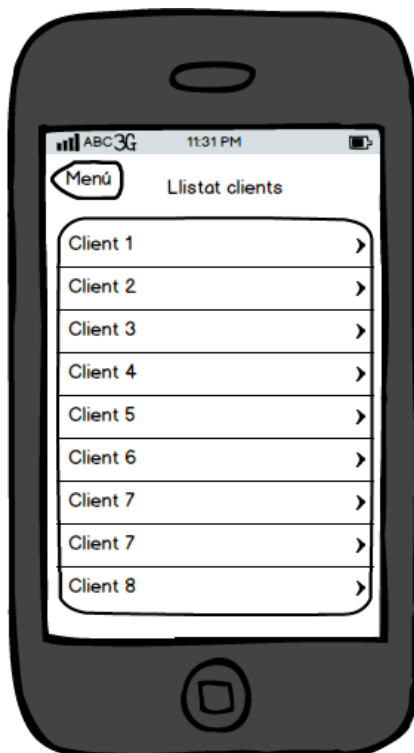 ABC 3G 11:31 PM
Menú
Llistat clients
Client 1
Client 2
Client 3
Client 4
Client 5
Client 6
Client 7
Client 7
Client 8